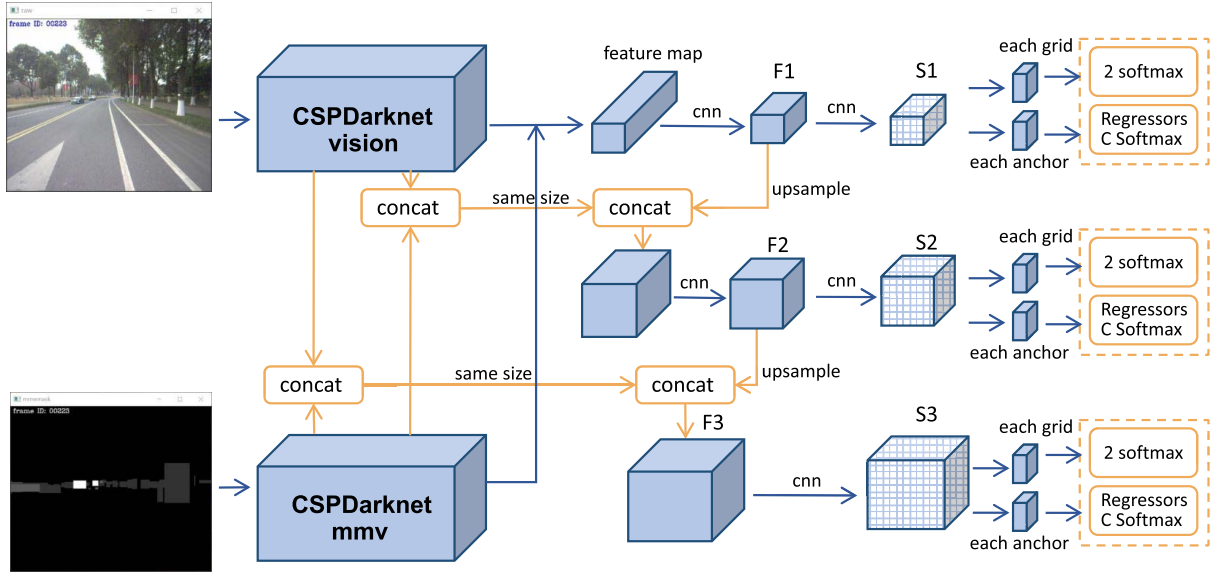 raw
frame ID: 00223
CSPDarknet
vision
feature map
cnn
F1
cnn
S1
each grid
each anchor
2 softmax
Regressors
C Softmax
concat
same size
concat
upsample
cnn
F2
cnn
S2
each grid
each anchor
2 softmax
Regressors
C Softmax
concat
same size
concat
upsample
mmwmask
frame ID: 00223
CSPDarknet
mmv
F3
cnn
S3
each grid
each anchor
2 softmax
Regressors
C Softmax